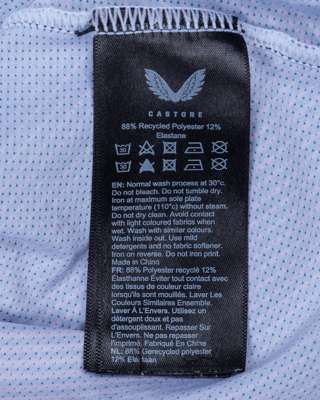 CASTORE
88% Recycled Polyester 12%
Elastane
30
30
EN: Normal wash process at 30°c.
Do not bleach. Do not tumble dry.
Iron at maximum sole plate
temperature (110°c) without steam.
Do not dry clean. Avoid contact
with light coloured fabrics when
wet. Wash with similar colours.
Wash inside out. Use mild
detergents and no fabric softener.
Iron on reverse. Do not iron print.
Made in China
FR: 88% Polyester recyclé 12%
Élasthanne Éviter tout contact avec
des tissus de couleur claire
lorsqu'ils sont mouillés. Laver Les
Couleurs Similaires Ensemble.
Laver À L'Envers. Utilisez un
détergent doux et pas
d'assouplissant. Repasser Sur
L'Envers. Ne pas repasser
l'imprimé. Fabriqué En Chine
NL: 88% Gerecycled polyester
12% Elastaan